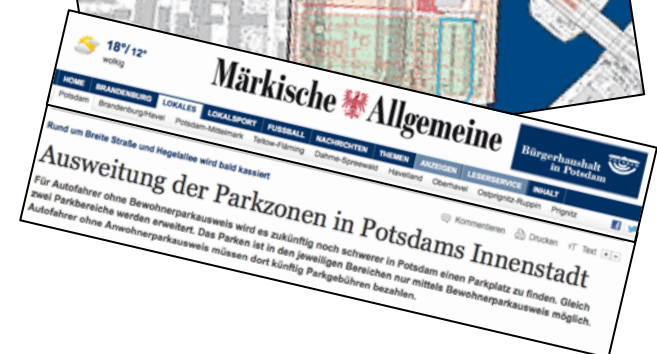 18°/12°
wolkig
Märkische Allgemeine
Bürgerhaushalt
in Potsdam
HOME BRANDENBURG LOKALES LOKALSPORT FUSSBALL NACHRICHTEN THEMEN ANZEIGEN LESERSERVICE INHALT
Potsdam Brandenburg/Havel Potsdam-Mittelmark Teltow-Fläming Dahme-Spreewald Havelland Oberhavel Ostprignitz-Ruppin Prignitz
Rund um Breite Straße und Hegelallee wird bald kassiert
Kommentieren Drucken Text
Ausweitung der Parkzonen in Potsdams Innenstadt
Für Autofahrer ohne Bewohnerparkausweis wird es zukünftig noch schwerer in Potsdam einen Parkplatz zu finden. Gleich
zwei Parkbereiche werden erweitert. Das Parken ist in den jeweiligen Bereichen nur mittels Bewohnerparkausweis möglich.
Autofahrer ohne Anwohnerparkausweis müssen dort künftig Parkgebühren bezahlen.